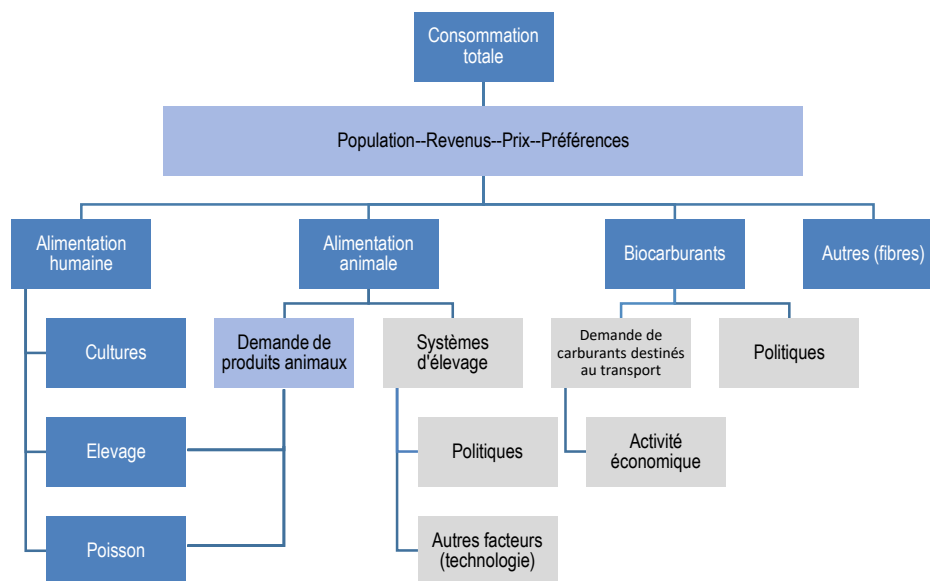 Consommation
totale
Population--Revenus--Prix--Préférences
Alimentation
humaine
Alimentation
animale
Biocarburants
Autres (fibres)
Cultures
Demande de
produits animaux
Systèmes
d'élevage
Demande de
carburants destinés
au transport
Politiques
Elevage
Politiques
Activité
économique
Poisson
Autres facteurs
(technologie)